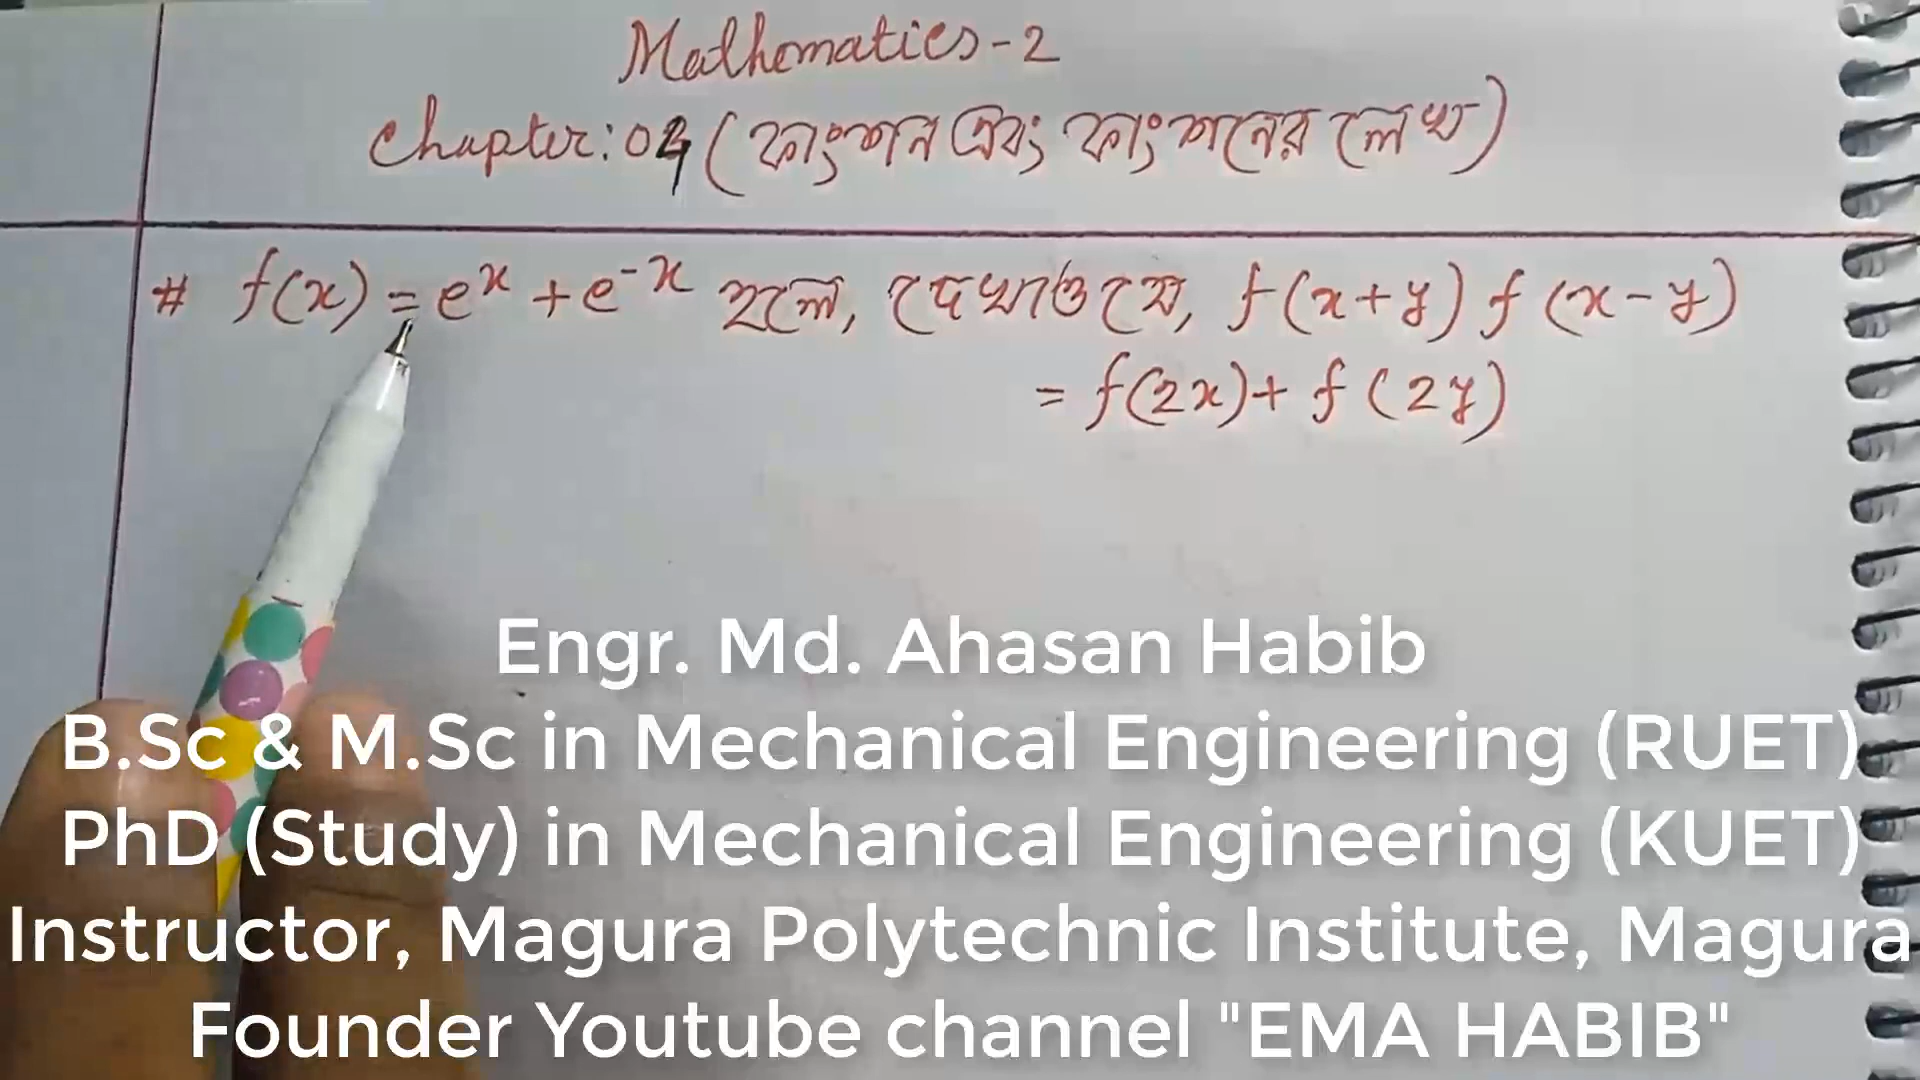 Mathematics-2
Chapter: 04 (ফাংশন এবং ফাংশনের লেখ)
# f(x) = e^x + e^-x হলে, দেখাও যে, f(x+y) f(x-y)
= f(2x) + f(2y)
Engr. Md. Ahasan Habib
B.Sc & M.Sc in Mechanical Engineering (RUET)
PhD (Study) in Mechanical Engineering (KUET)
Instructor, Magura Polytechnic Institute, Magura
Founder Youtube channel "EMA HABIB"